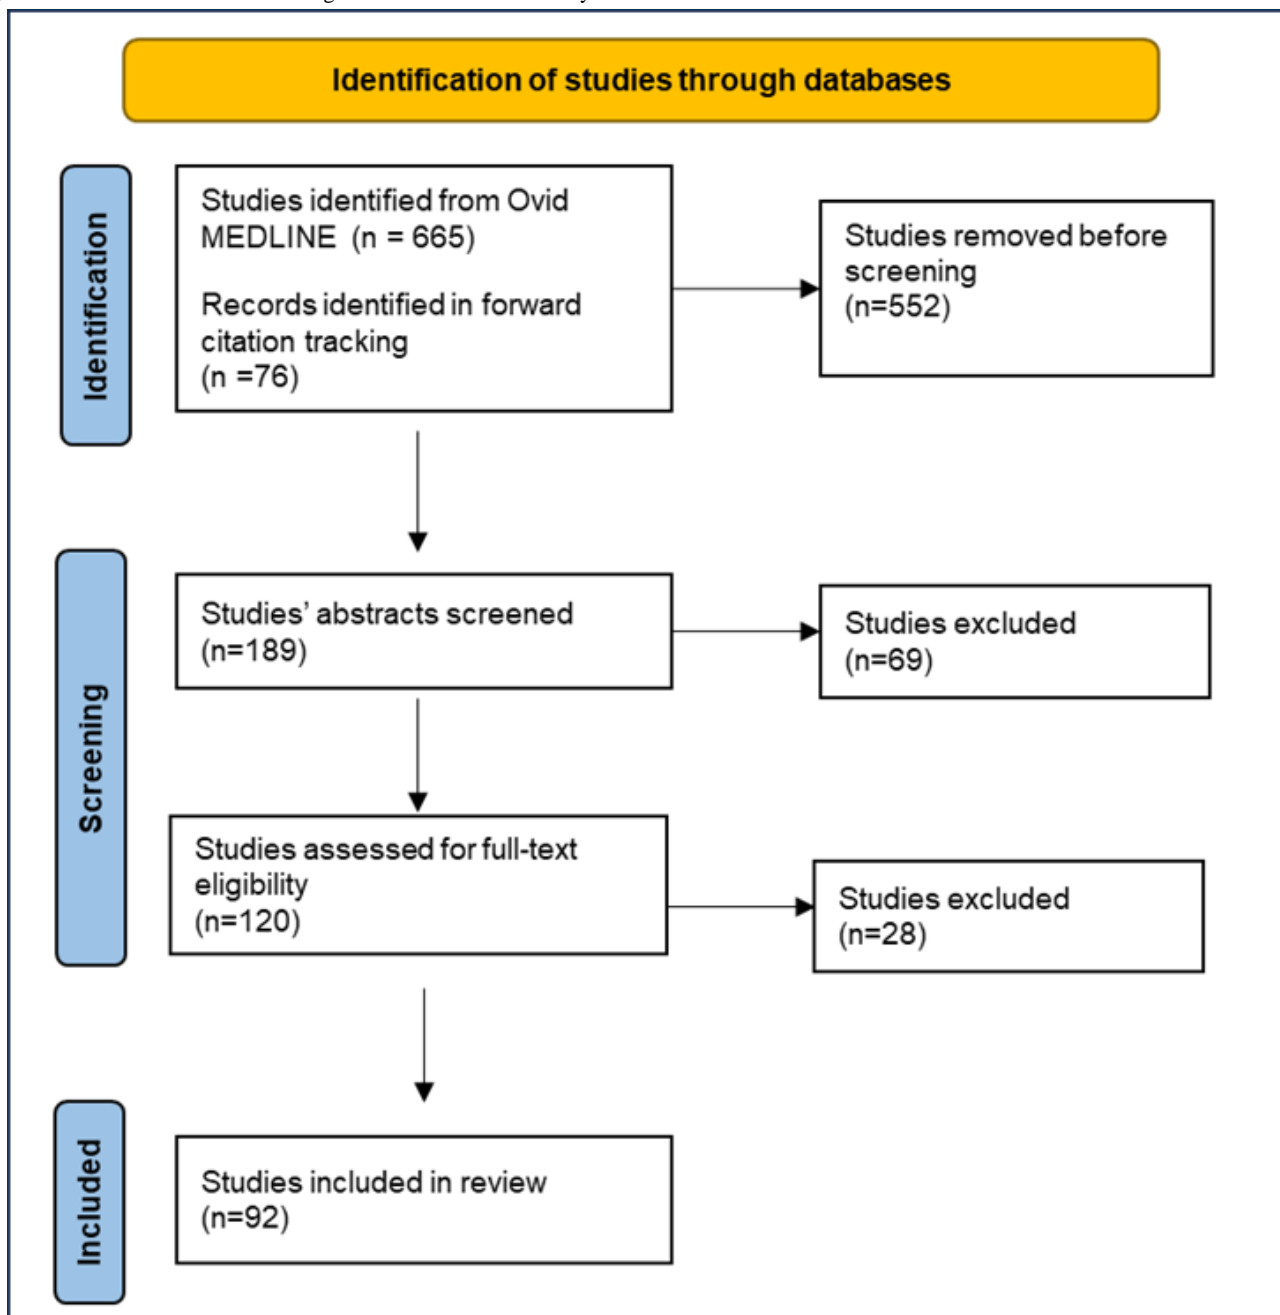 Identification of studies through databases
Identification
Studies identified from Ovid
MEDLINE (n = 665)
Records identified in forward
citation tracking
(n =76)
Studies removed before
screening
(n=552)
Screening
Studies' abstracts screened
(n=189)
Studies excluded
(n=69)
Studies assessed for full-text
eligibility
(n=120)
Studies excluded
(n=28)
Included
Studies included in review
(n=92)